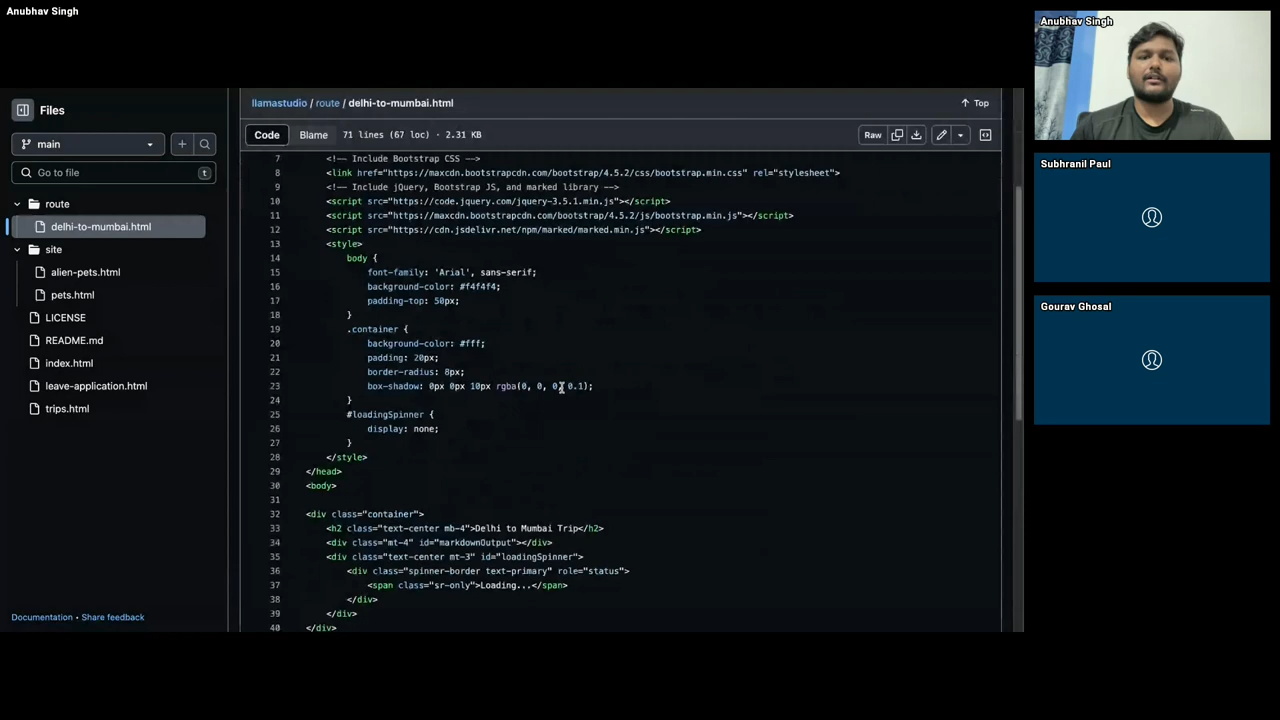 Anubhav Singh
Files
main
Go to file
t
route
delhi-to-mumbai.html
site
alien-pets.html
pets.html
LICENSE
README.md
index.html
leave-application.html
trips.html
Documentation • Share feedback
llamastudio / route / delhi-to-mumbai.html
Top
Code
Blame
71 lines (67 loc) · 2.31 KB
Raw
7 <!-- Include Bootstrap CSS -->
8 <link href="https://maxcdn.bootstrapcdn.com/bootstrap/4.5.2/css/bootstrap.min.css" rel="stylesheet">
9 <!-- Include jQuery, Bootstrap JS, and marked library -->
10 <script src="https://code.jquery.com/jquery-3.5.1.min.js"></script>
11 <script src="https://maxcdn.bootstrapcdn.com/bootstrap/4.5.2/js/bootstrap.min.js"></script>
12 <script src="https://cdn.jsdelivr.net/npm/marked/marked.min.js"></script>
13 <style>
14 body {
15 font-family: 'Arial', sans-serif;
16 background-color: #f4f4f4;
17 padding-top: 50px;
18 }
19 .container {
20 background-color: #fff;
21 padding: 20px;
22 border-radius: 8px;
23 box-shadow: 0px 0px 10px rgba(0, 0, 0, 0.1);
24 }
25 #loadingSpinner {
26 display: none;
27 }
28 </style>
29 </head>
30 <body>
31
32 <div class="container">
33 <h2 class="text-center mb-4">Delhi to Mumbai Trip</h2>
34 <div class="mt-4" id="markdownOutput"></div>
35 <div class="text-center mt-3" id="loadingSpinner">
36 <div class="spinner-border text-primary" role="status">
37 <span class="sr-only">Loading...</span>
38 </div>
39 </div>
40 </div>
Anubhav Singh
Subhranil Paul
Gourav Ghosal